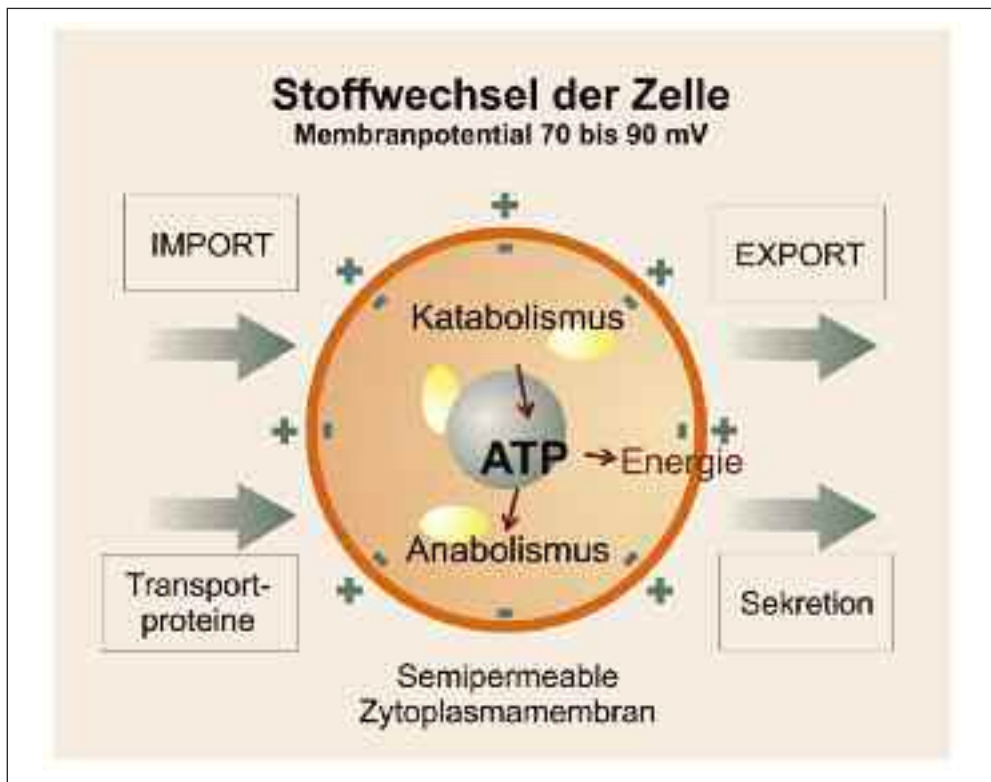 Stoffwechsel der Zelle
Membranpotential 70 bis 90 mV
IMPORT
EXPORT
Katabolismus
ATP
Energie
Anabolismus
Transport-
proteine
Sekretion
Semipermeable
Zytoplasmamembran